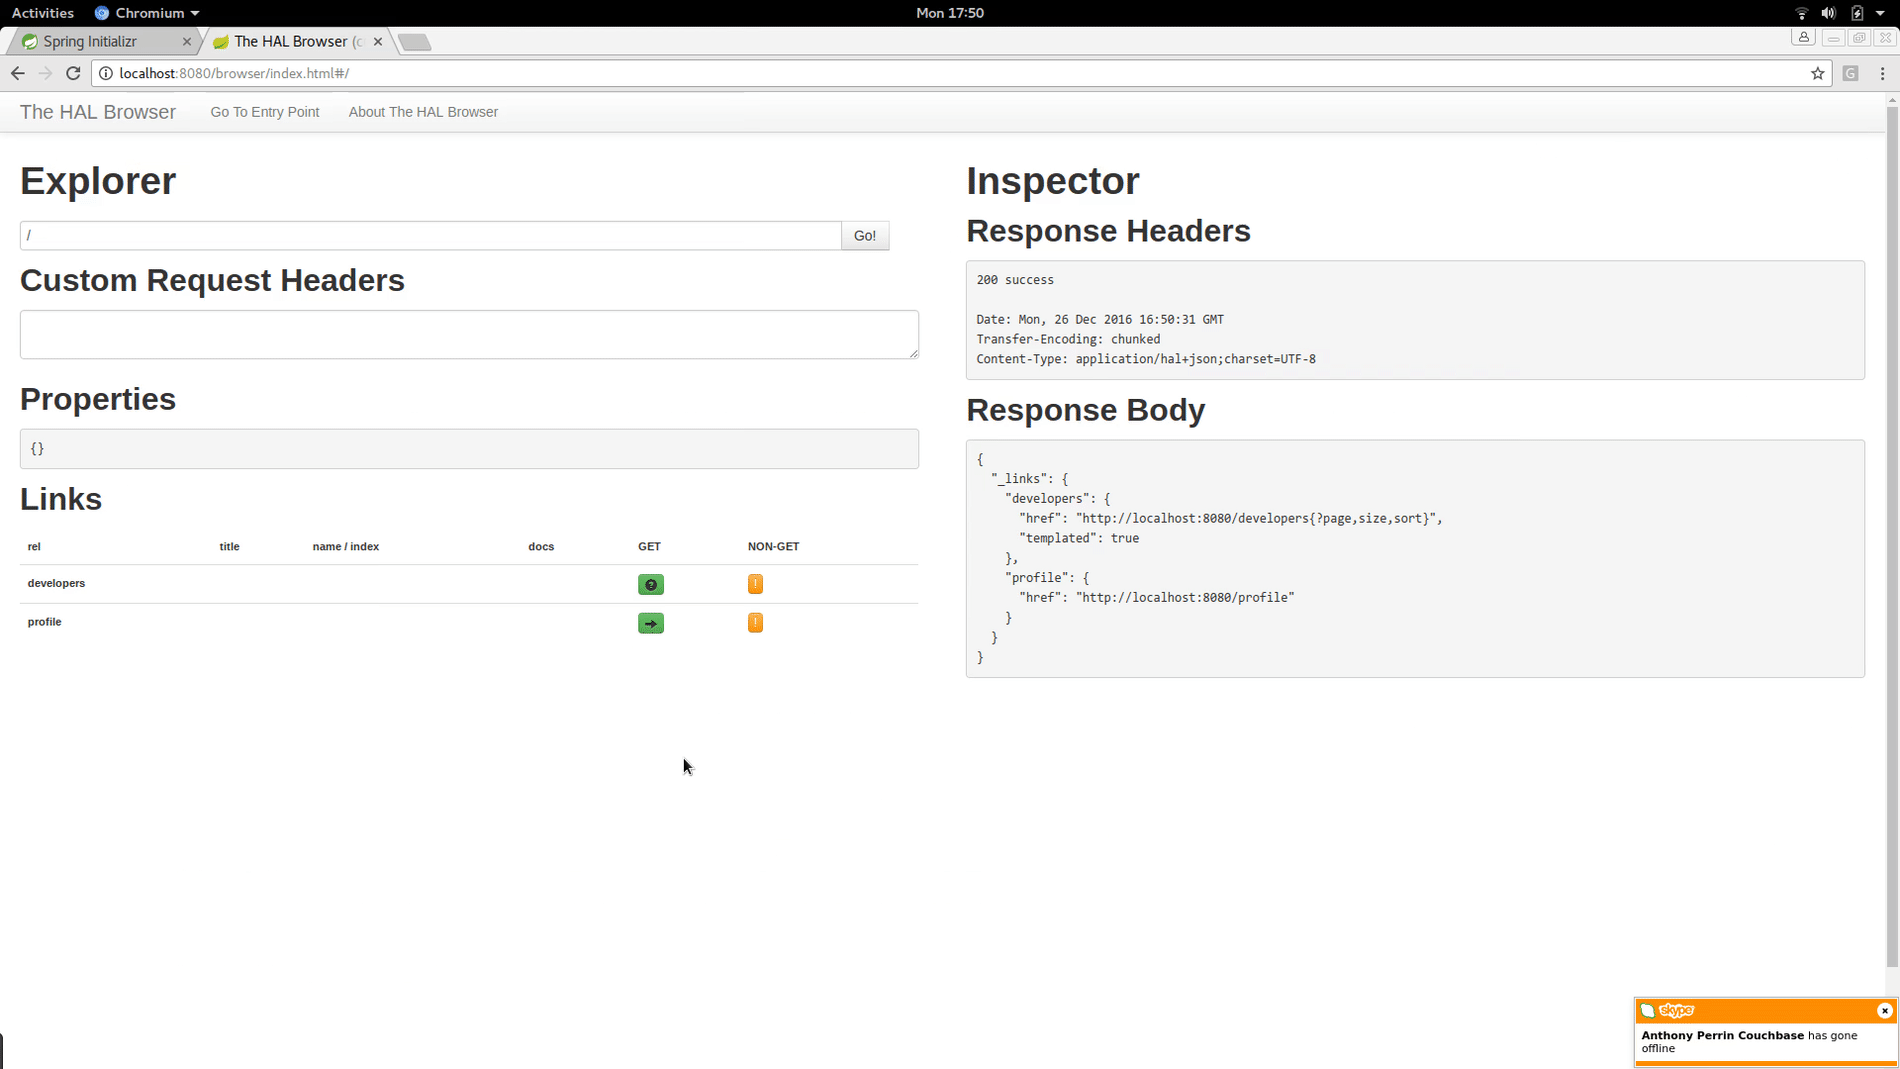 Activities Chromium Mon 17:50
Spring Initializr The HAL Browser (c
localhost:8080/browser/index.html#/ G
The HAL Browser Go To Entry Point About The HAL Browser
Explorer
/ Go!
Custom Request Headers
Properties
{}
Links
rel title name / index docs GET NON-GET
developers ? !
profile !
Inspector
Response Headers
200 success
Date: Mon, 26 Dec 2016 16:50:31 GMT
Transfer-Encoding: chunked
Content-Type: application/hal+json;charset=UTF-8
Response Body
{
"_links": {
"developers": {
"href": "http://localhost:8080/developers{?page,size,sort}",
"templated": true
},
"profile": {
"href": "http://localhost:8080/profile"
}
}
}
skype
Anthony Perrin Couchbase has gone
offline